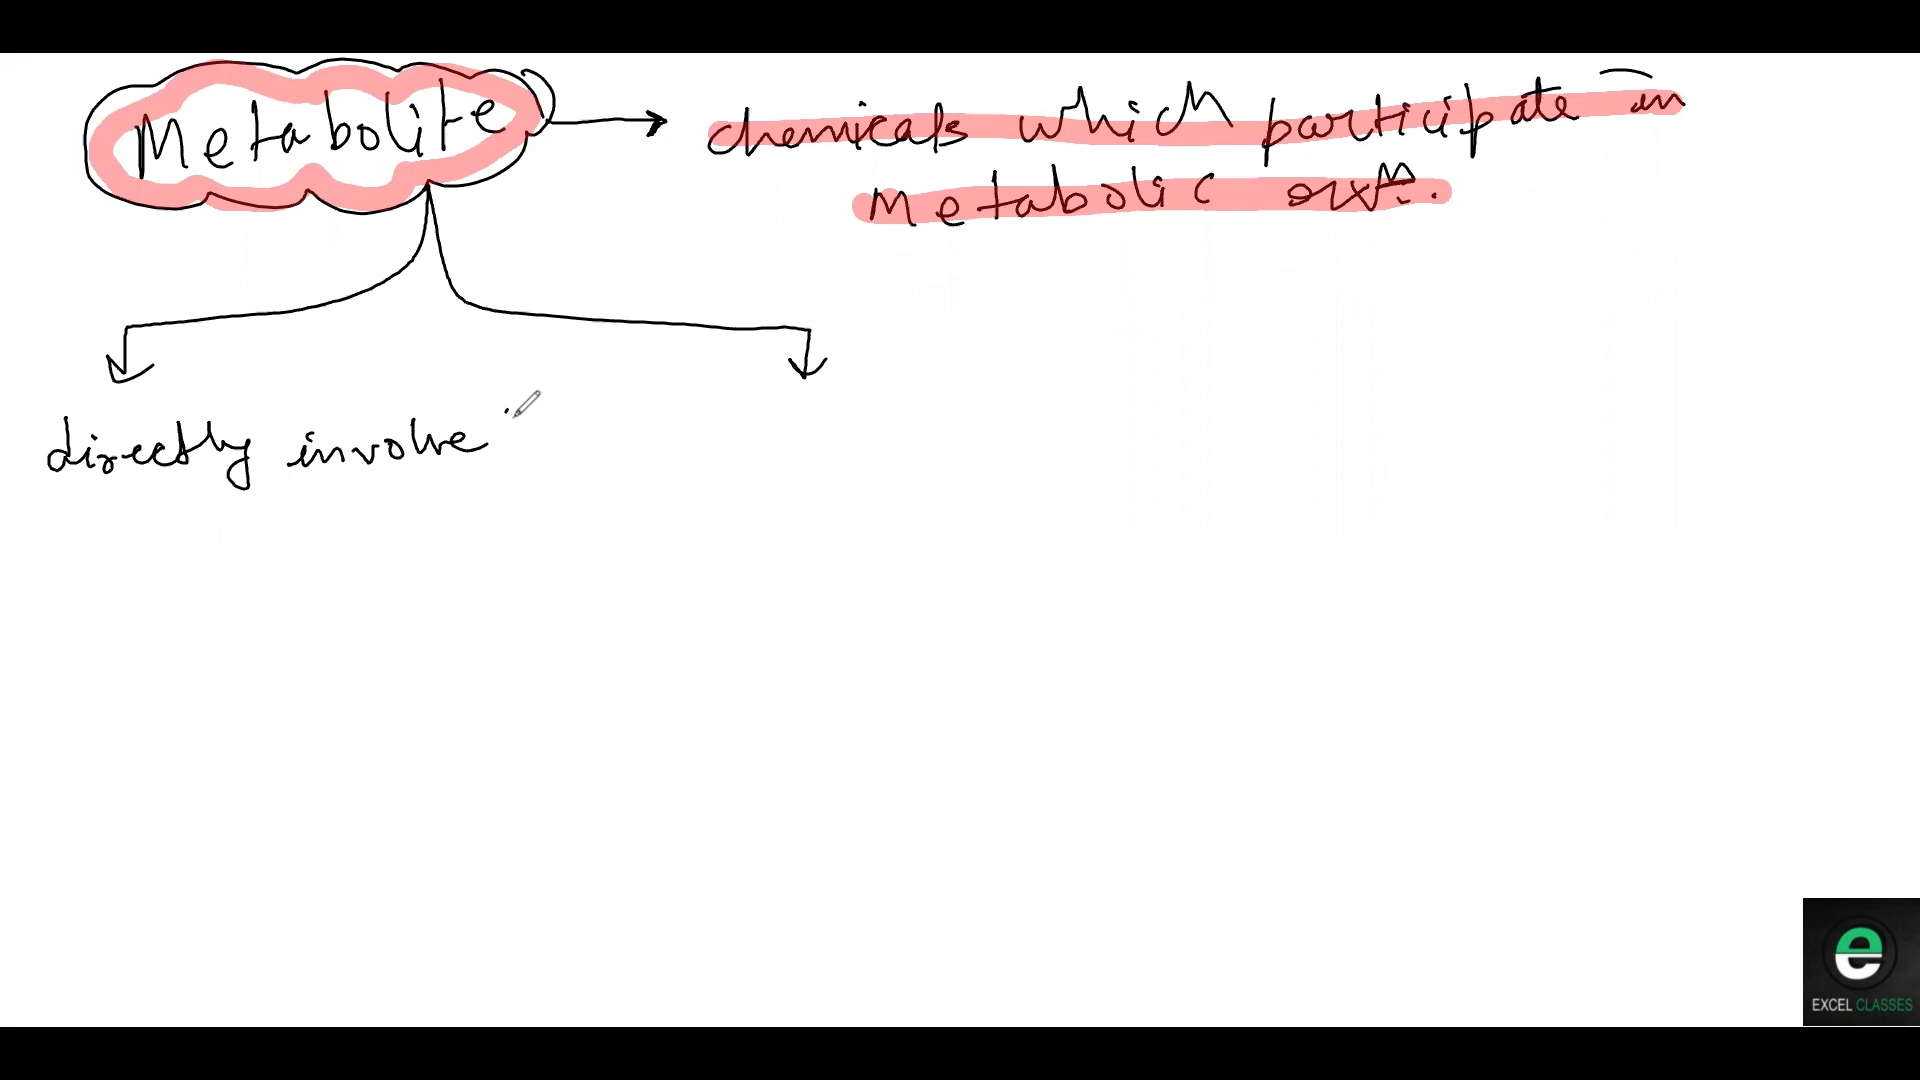 Metabolite → chemicals which participate in
metabolic rxn.
directly involve
e
EXCEL CLASSES